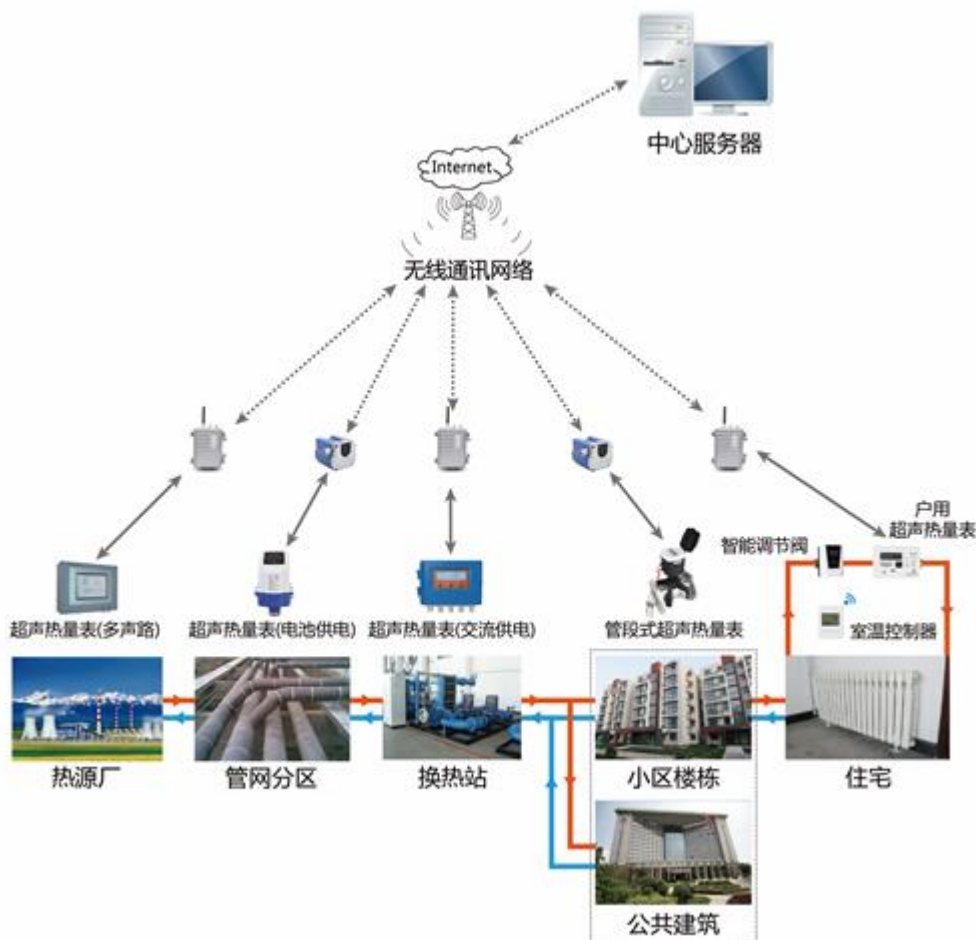 中心服务器
Internet
无线通讯网络
户用
超声热量表
智能调节阀
超声热量表(多声路)
超声热量表(电池供电)
超声热量表(交流供电)
管段式超声热量表
室温控制器
热源厂
管网分区
换热站
小区楼栋
住宅
公共建筑